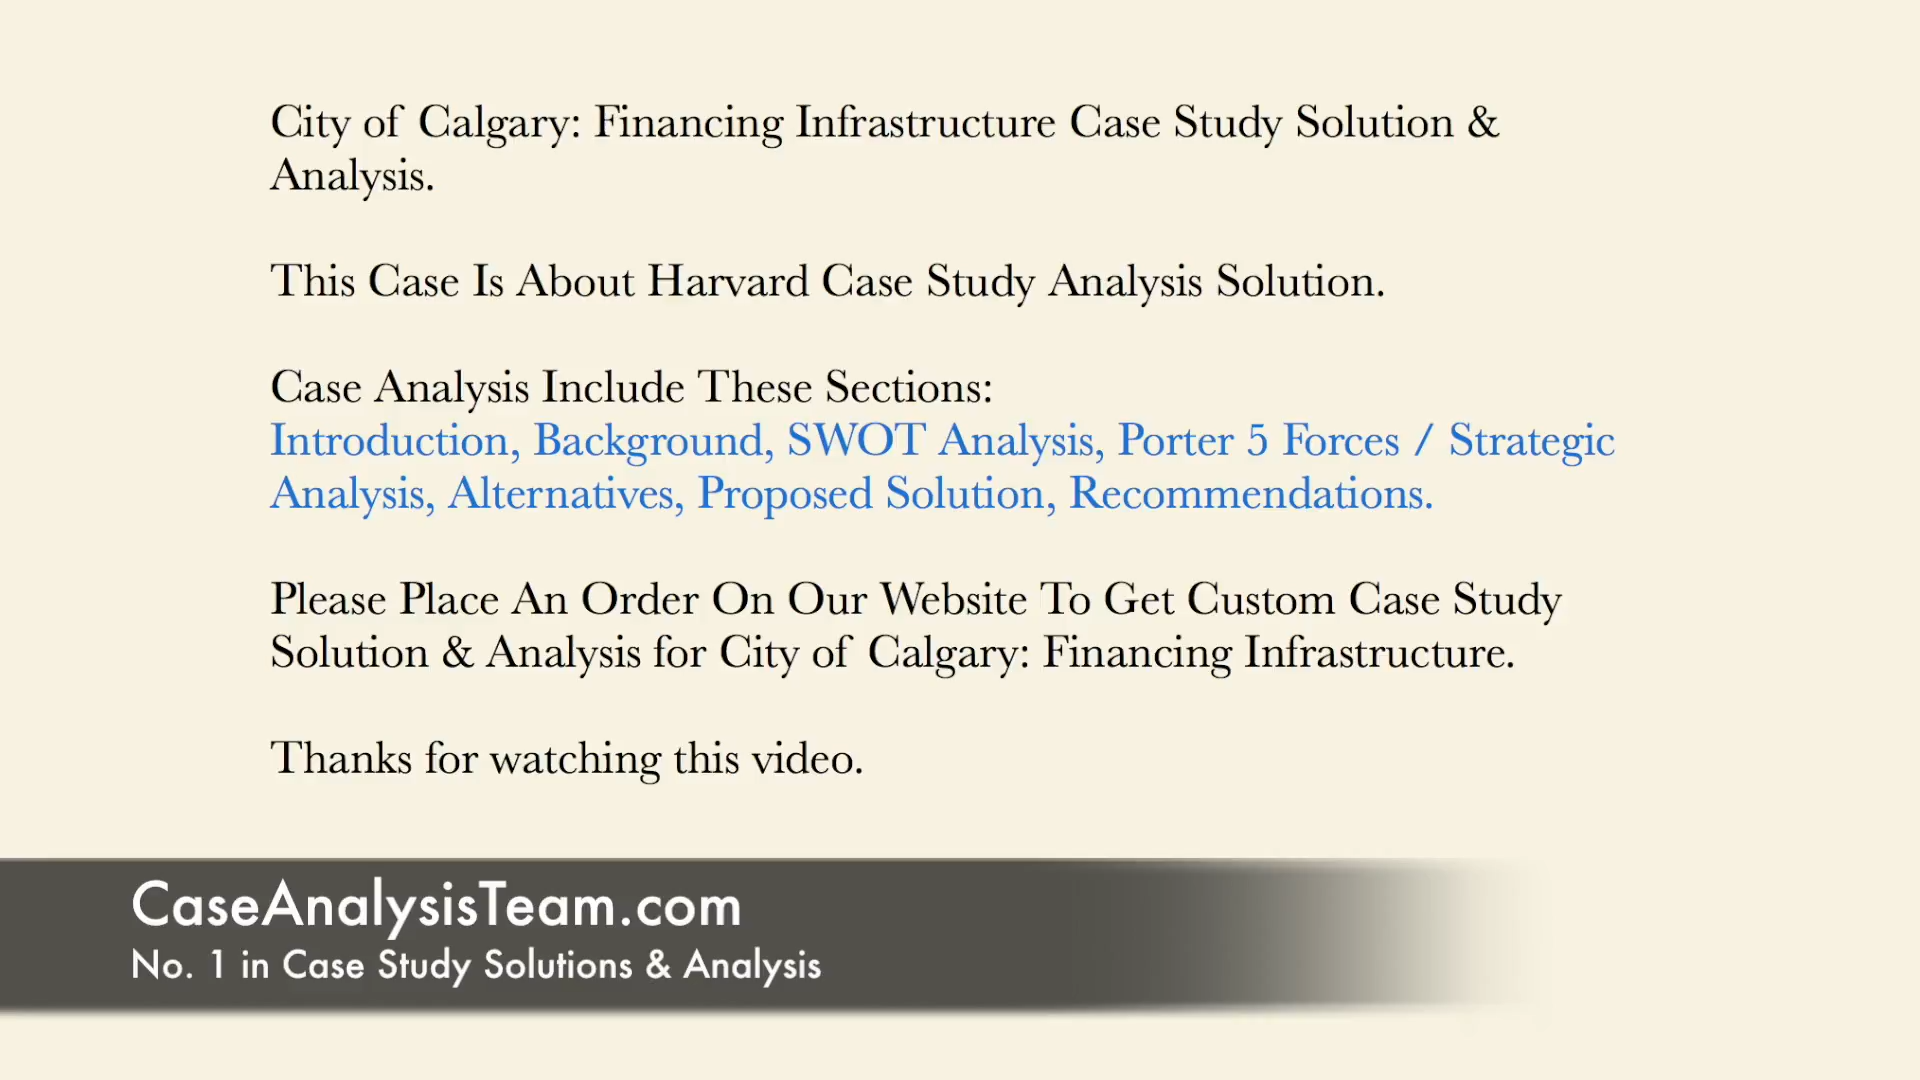 City of Calgary: Financing Infrastructure Case Study Solution &
Analysis.
This Case Is About Harvard Case Study Analysis Solution.
Case Analysis Include These Sections:
Introduction, Background, SWOT Analysis, Porter 5 Forces / Strategic
Analysis, Alternatives, Proposed Solution, Recommendations.
Please Place An Order On Our Website To Get Custom Case Study
Solution & Analysis for City of Calgary: Financing Infrastructure.
Thanks for watching this video.
CaseAnalysisTeam.com
No. 1 in Case Study Solutions & Analysis